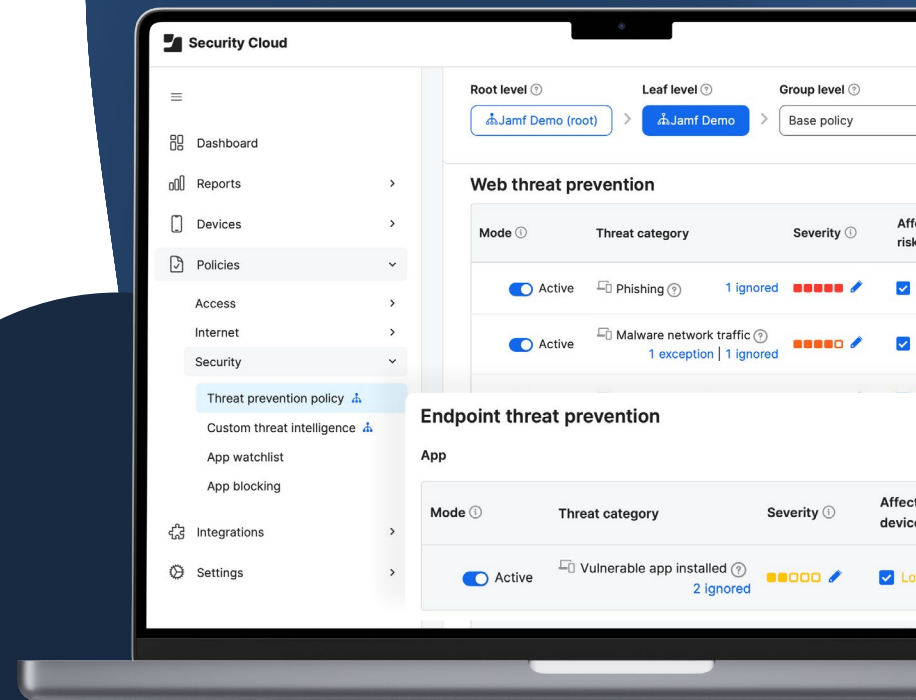 Security Cloud
Dashboard
Reports
Devices
Policies
Access
Internet
Security
Threat prevention policy
Custom threat intelligence
App watchlist
App blocking
Integrations
Settings
Root level
Leaf level
Group level
Jamf Demo (root)
Jamf Demo
Base policy
Web threat prevention
Mode
Threat category
Severity
Active
Phishing
1 ignored
Active
Malware network traffic
1 exception | 1 ignored
Endpoint threat prevention
App
Mode
Threat category
Severity
Active
Vulnerable app installed
2 ignored